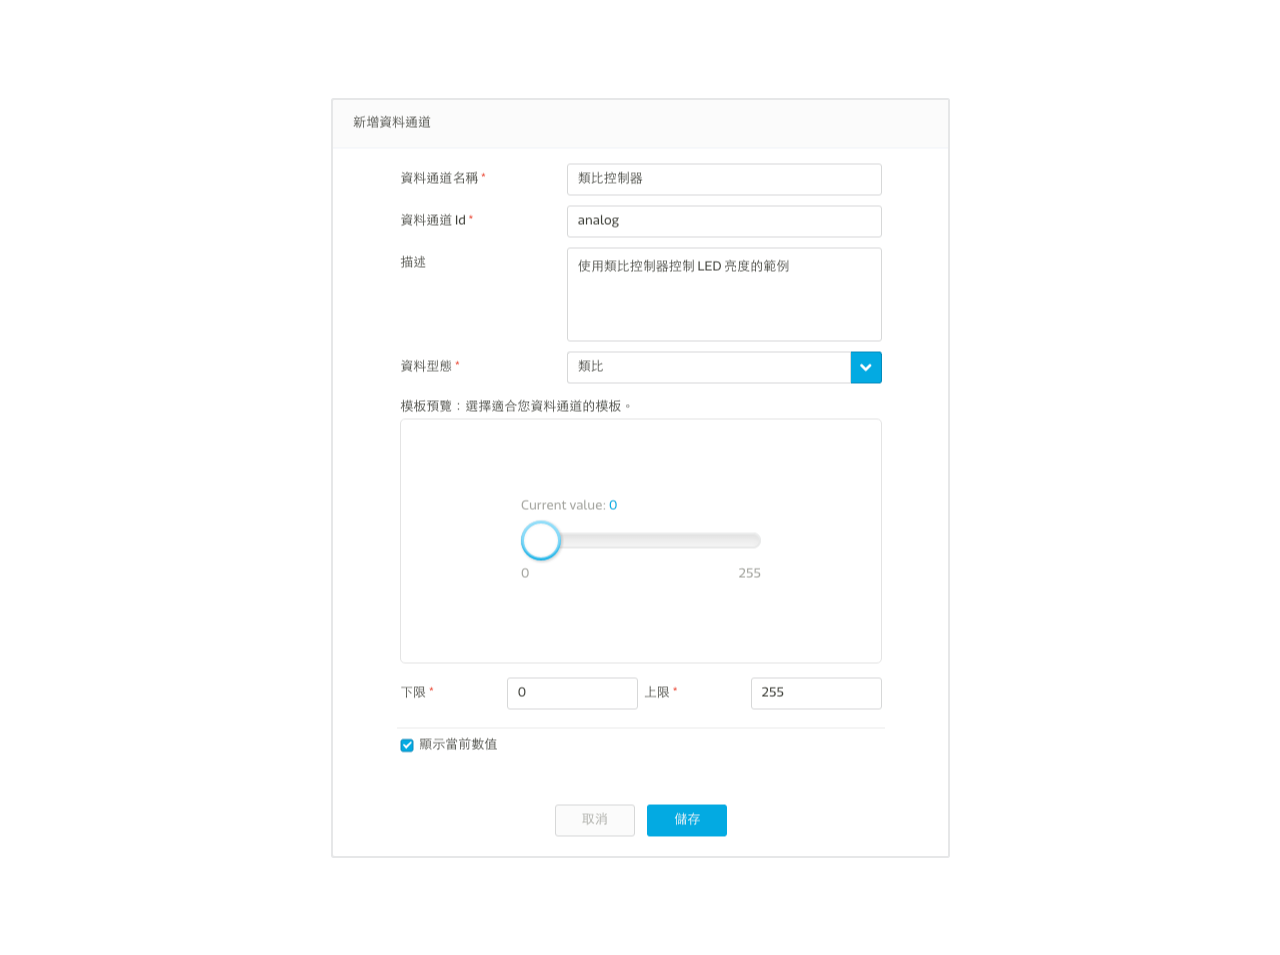 新增資料通道
資料通道名稱 * 類比控制器
資料通道 Id * analog
描述 使用類比控制器控制 LED 亮度的範例
資料型態 * 類比
模板預覽：選擇適合您資料通道的模板。
Current value: 0
0 255
下限 * 0 上限 * 255
顯示當前數值
取消 儲存